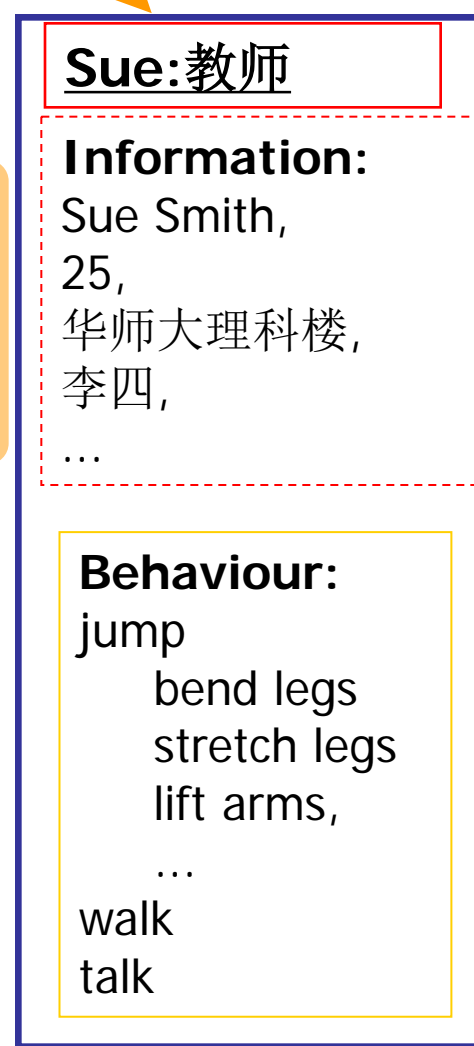 Sue:教师
Information:
Sue Smith,
25,
华师大理科楼,
李四,
...
Behaviour:
jump
bend legs
stretch legs
lift arms,
...
walk
talk